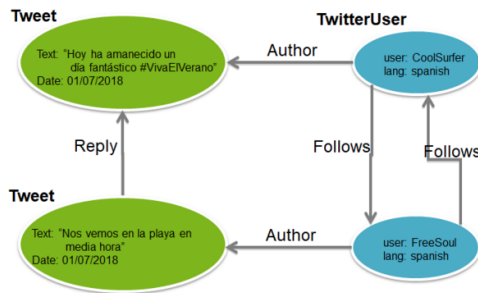 Tweet
TwitterUser
Text: "Hoy ha amanecido un
día fantástico #VivaElVerano"
Date: 01/07/2018
Author
user: CoolSurfer
lang: spanish
Reply
Follows
Follows
Tweet
Text: "Nos vemos en la playa en
media hora"
Date: 01/07/2018
Author
user: FreeSoul
lang: spanish